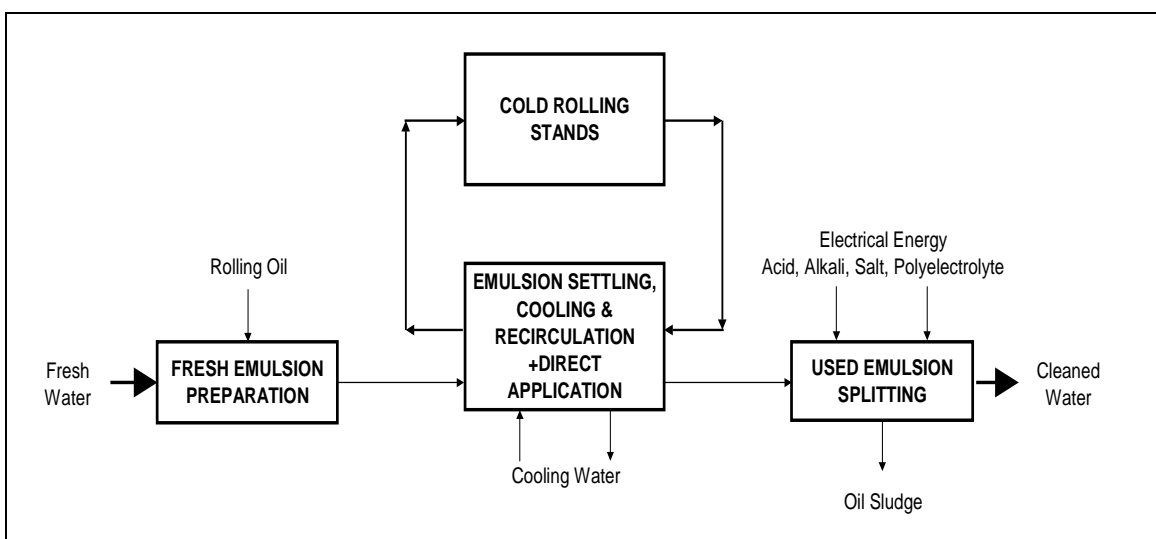 COLD ROLLING
STANDS
Electrical Energy
Acid, Alkali, Salt, Polyelectrolyte
Rolling Oil
EMULSION SETTLING,
COOLING &
RECIRCULATION
+DIRECT
APPLICATION
Fresh
Water
FRESH EMULSION
PREPARATION
USED EMULSION
SPLITTING
Cleaned
Water
Cooling Water
Oil Sludge